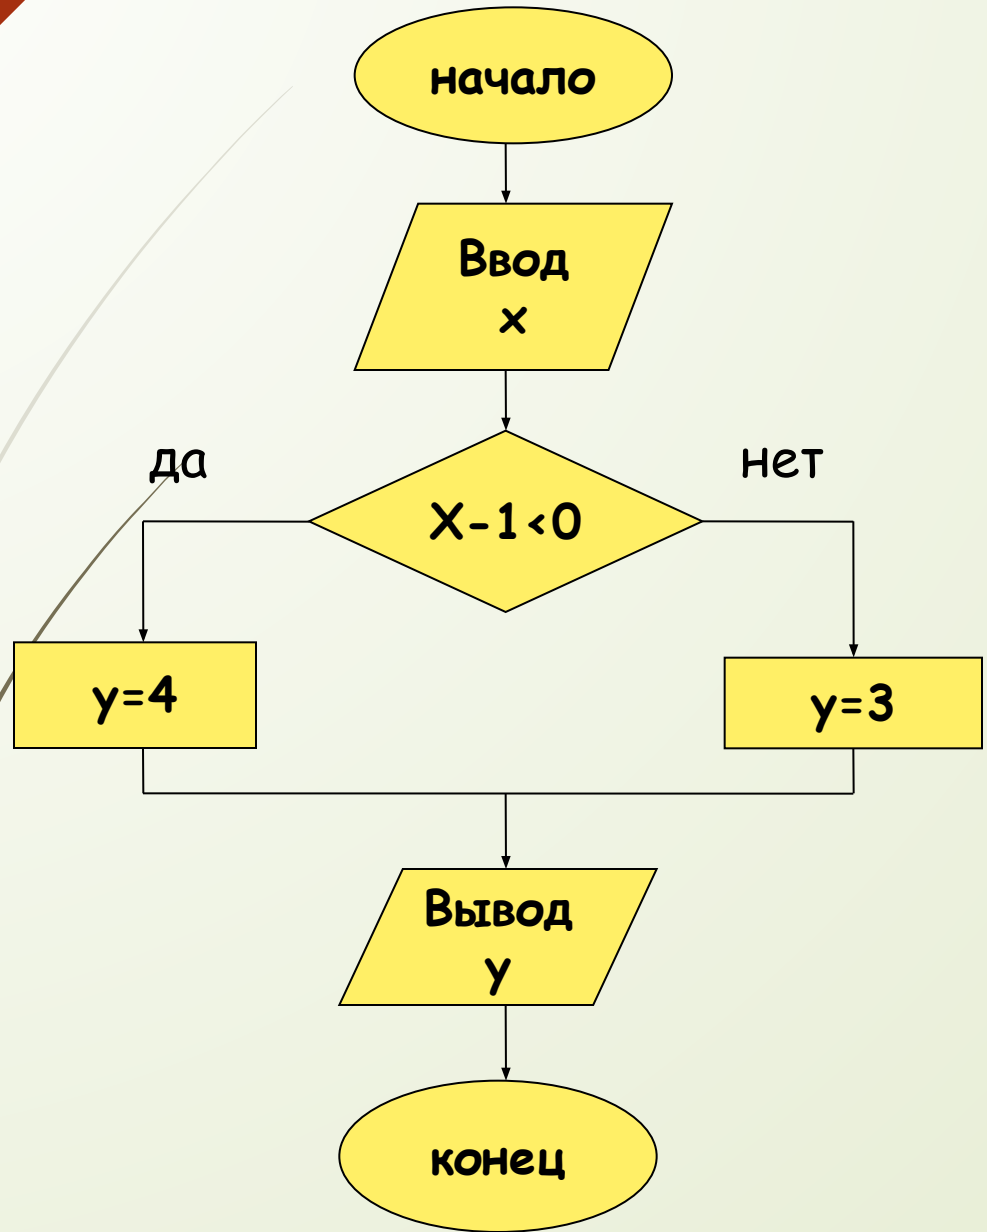 начало
Ввод
x
да
нет
X-1<0
y=4
y=3
Вывод
y
конец